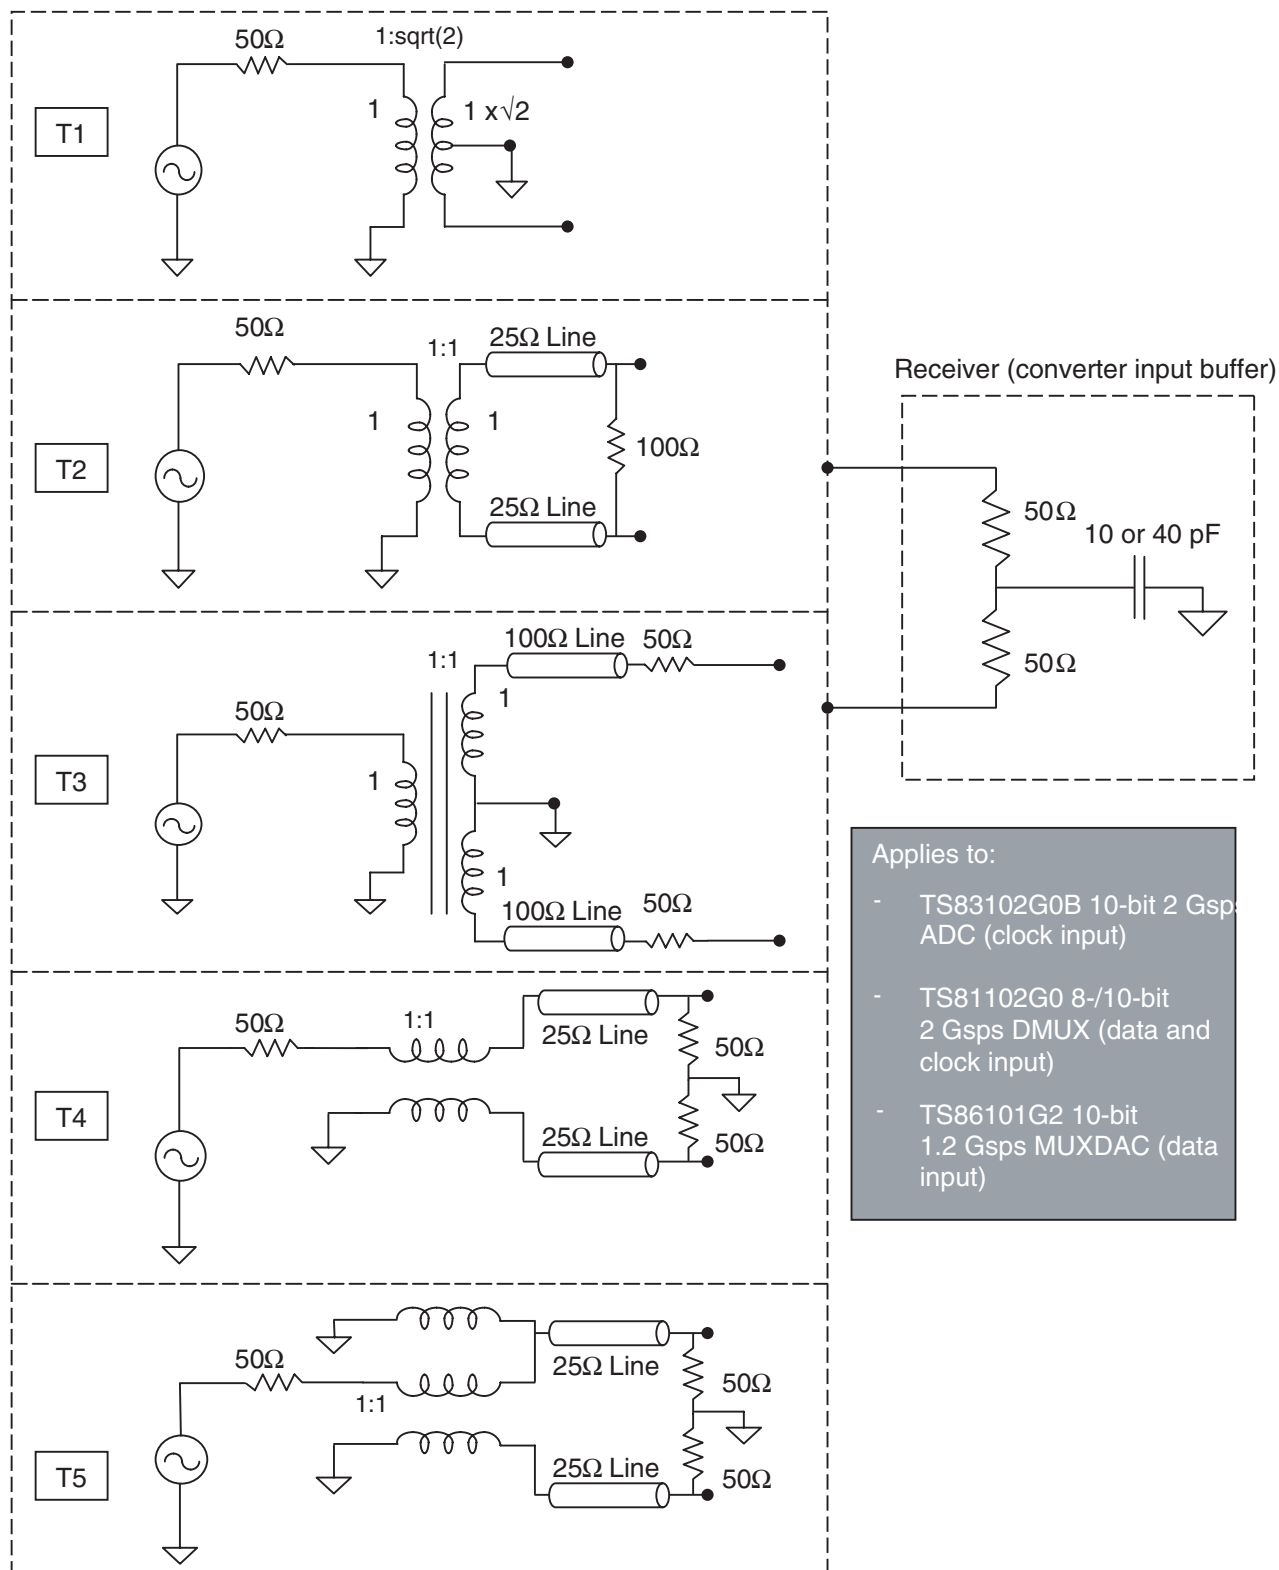 50Ω
1:sqrt(2)
T1
1
1 x√2
50Ω
1:1
25Ω Line
T2
1
1
100Ω
25Ω Line
Receiver (converter input buffer)
50Ω
10 or 40 pF
50Ω
1:1
100Ω Line
50Ω
50Ω
1
T3
1
1
100Ω Line
50Ω
Applies to:
- TS83102G0B 10-bit 2 Gsps
ADC (clock input)
- TS81102G0 8-/10-bit
2 Gsps DMUX (data and
clock input)
- TS86101G2 10-bit
1.2 Gsps MUXDAC (data
input)
50Ω
1:1
25Ω Line
50Ω
T4
25Ω Line
50Ω
50Ω
1:1
25Ω Line
50Ω
T5
25Ω Line
50Ω